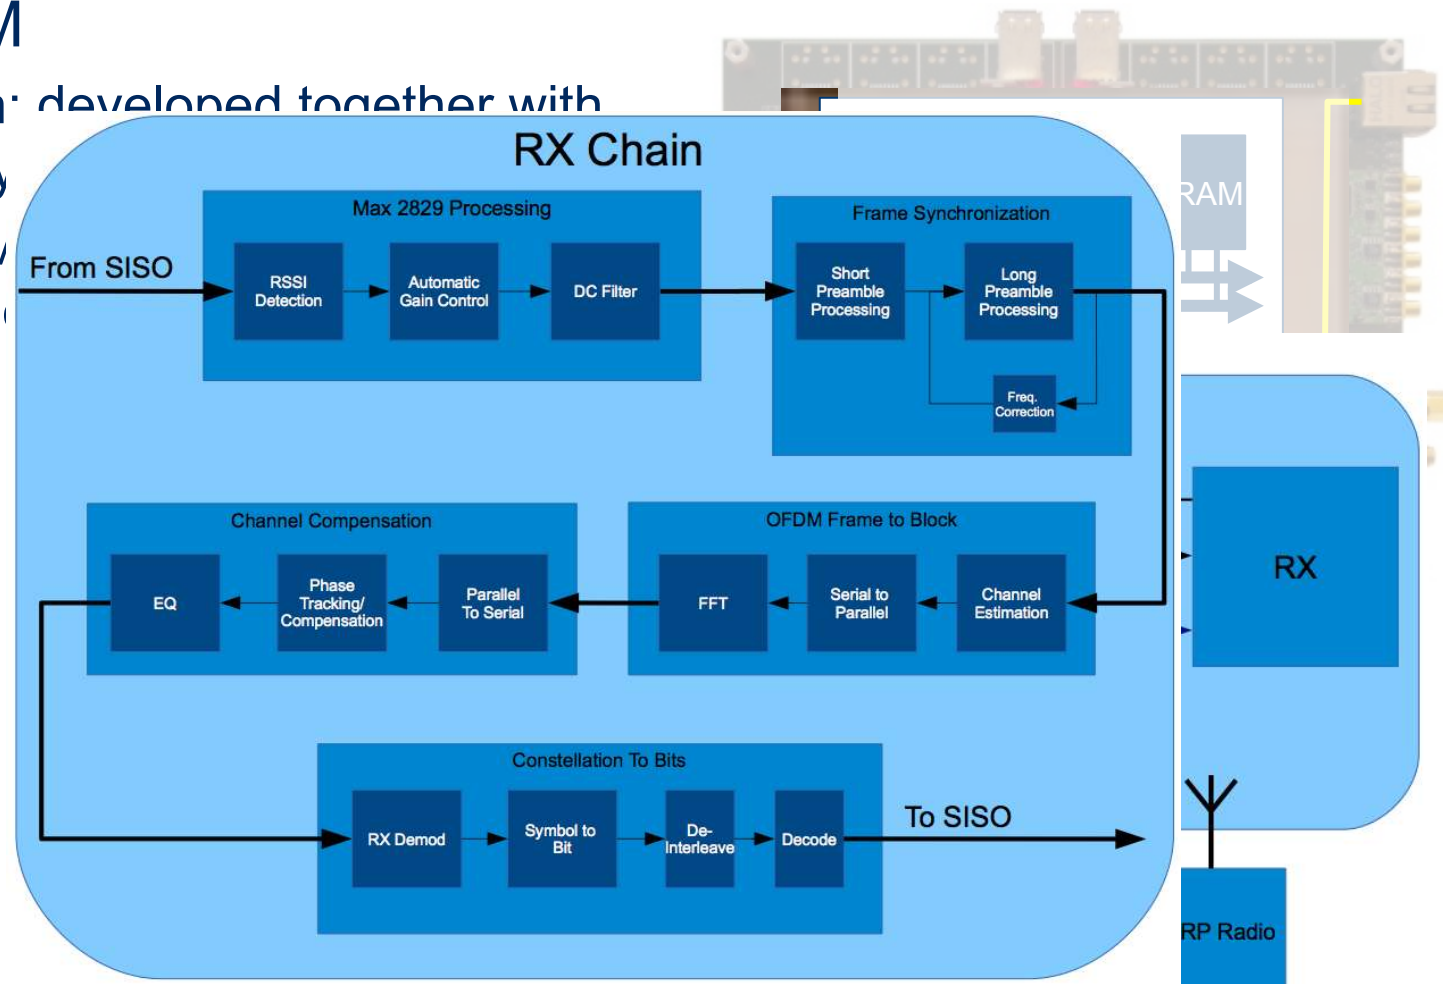 developed together with
RX Chain
Max 2829 Processing
Frame Synchronization
RAM
From SISO
RSSI
Detection
Automatic
Gain Control
DC Filter
Short
Preamble
Processing
Long
Preamble
Processing
Freq.
Correction
Channel Compensation
OFDM Frame to Block
EQ
Phase
Tracking/
Compensation
Parallel
To Serial
FFT
Serial to
Parallel
Channel
Estimation
RX
Constellation To Bits
RX Demod
Symbol to
Bit
De-
Interleave
Decode
To SISO
RP Radio